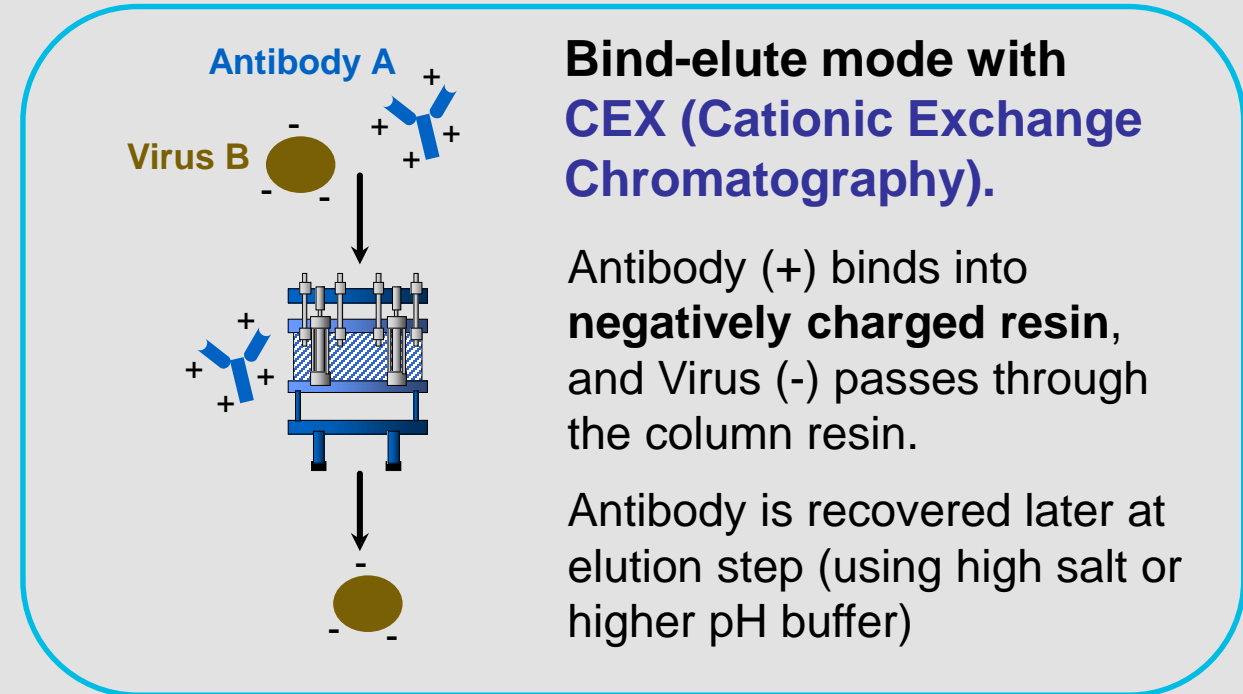 Antibody A
Virus B
+
+
+
+
-
-
-
+
+
+
+
-
-
-
Bind-elute mode with
CEX (Cationic Exchange
Chromatography).
Antibody (+) binds into
negatively charged resin,
and Virus (-) passes through
the column resin.
Antibody is recovered later at
elution step (using high salt or
higher pH buffer)